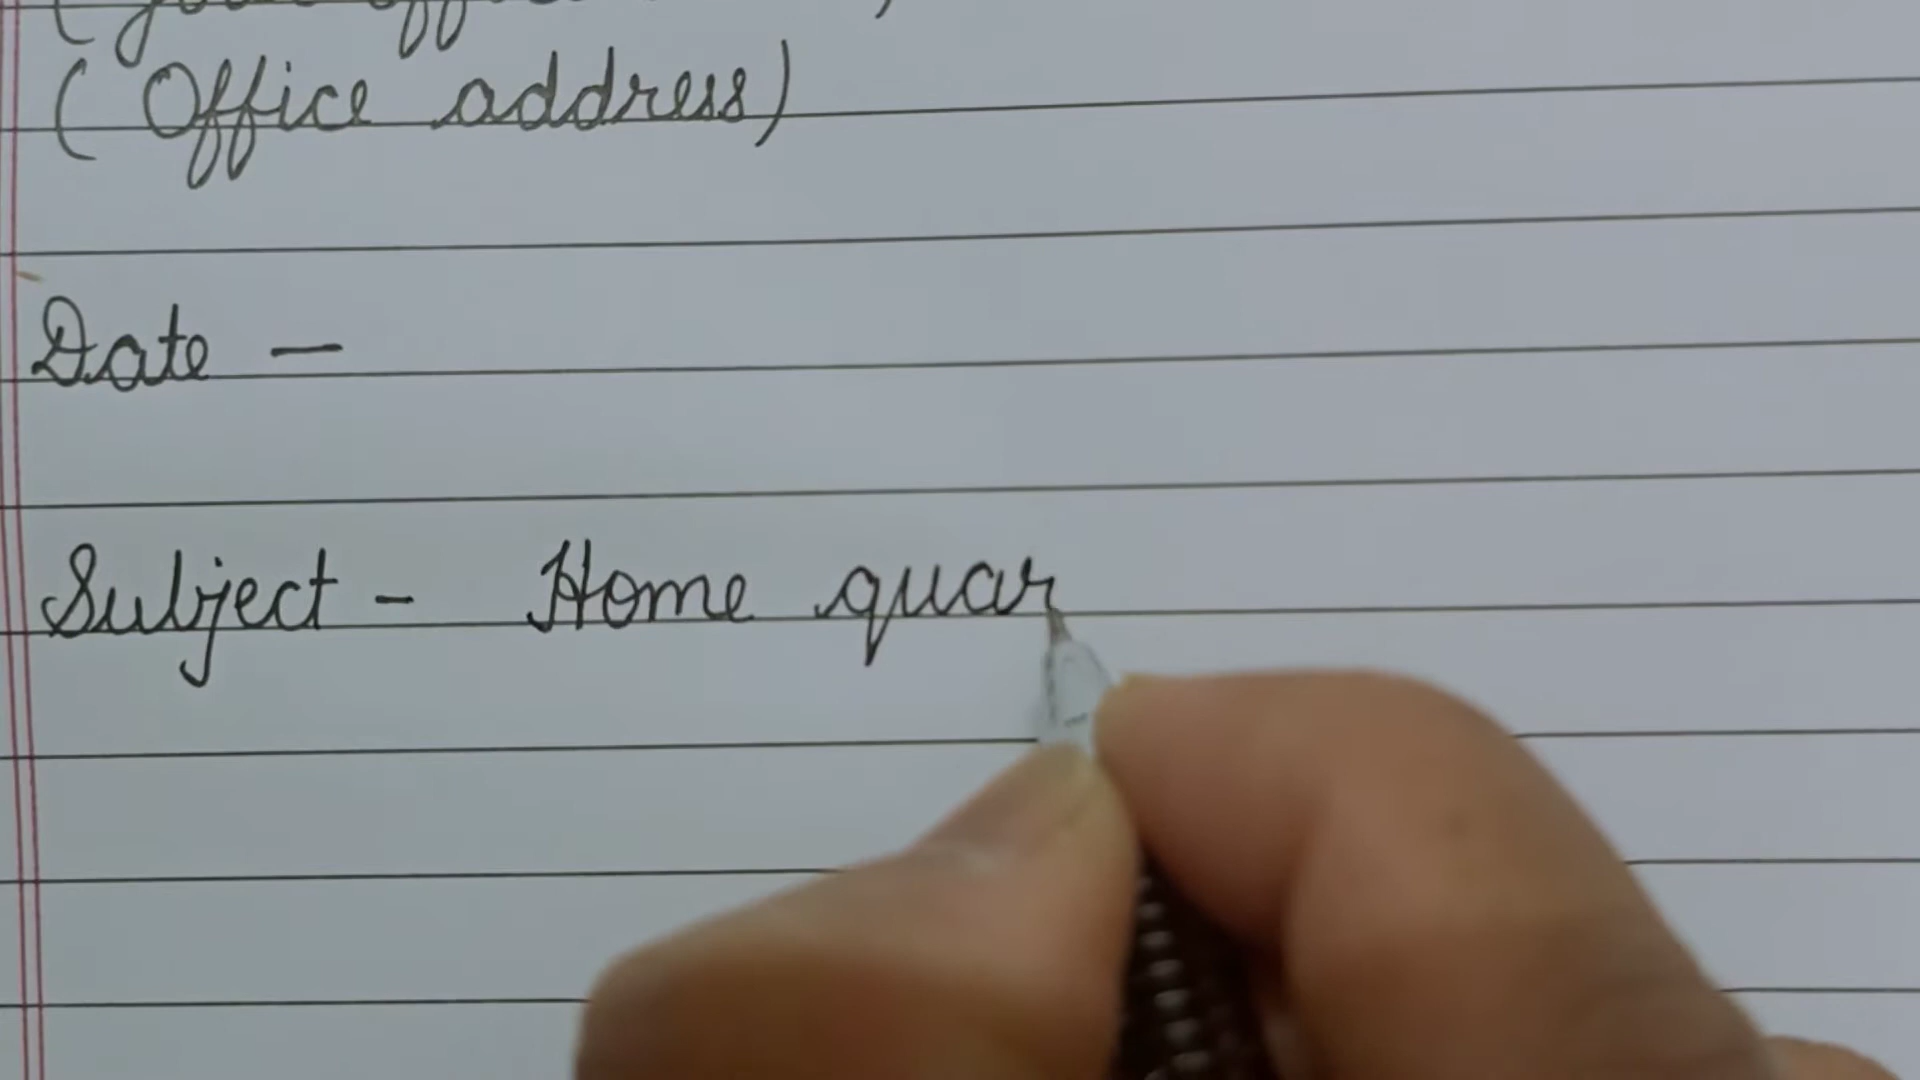 (Office address)
Date –
Subject - Home quar